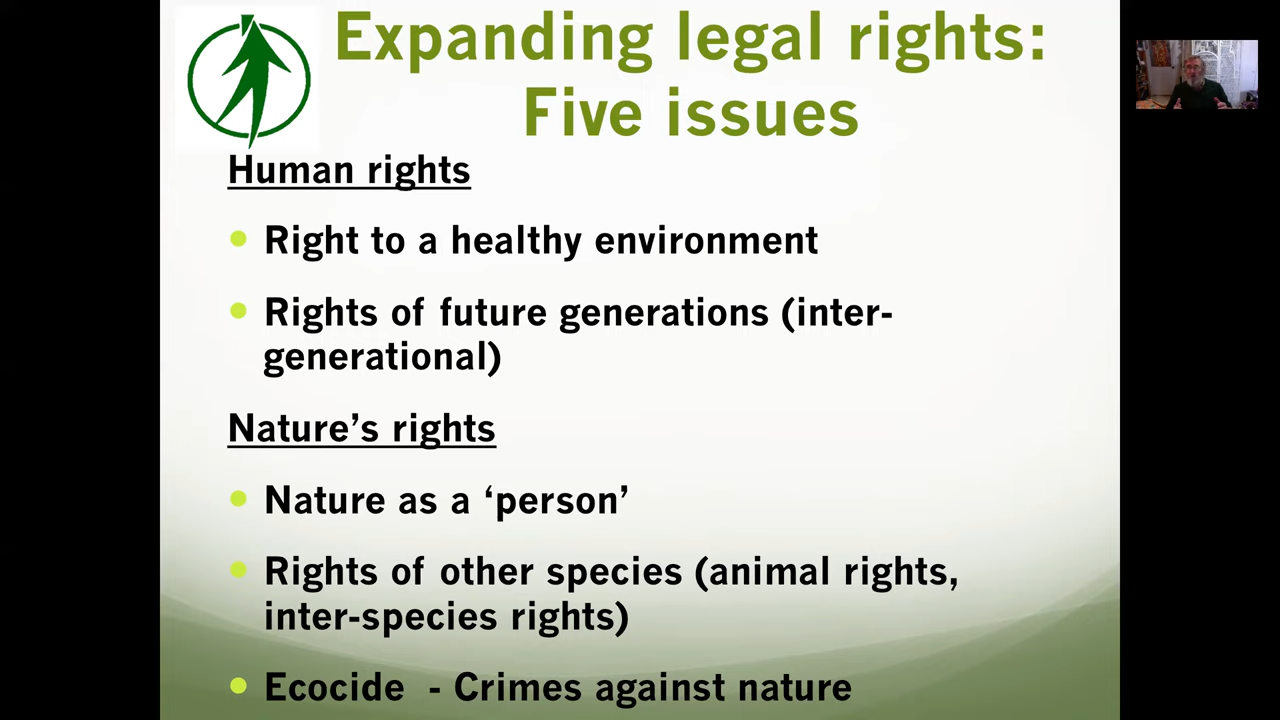 Expanding legal rights:
Five issues
Human rights
Right to a healthy environment
Rights of future generations (inter-
generational)
Nature’s rights
Nature as a ‘person’
Rights of other species (animal rights,
inter-species rights)
Ecocide - Crimes against nature